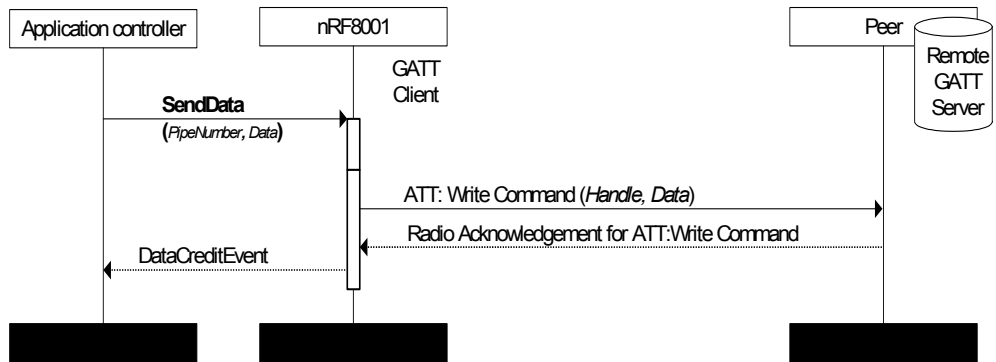 Application controller
nRF8001
Peer
Remote
GATT
Server
GATT
Client
SendData
(PipeNumber, Data)
ATT: Write Command (Handle, Data)
Radio Acknowledgement for ATT:Write Command
DataCreditEvent